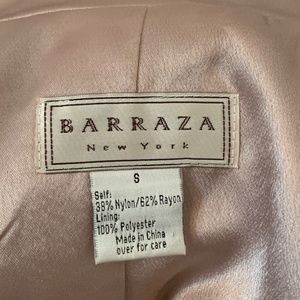 BARRAZA
New York
S
Self:
38% Nylon/62% Rayon
Lining:
100% Polyester
Made in China
over for care